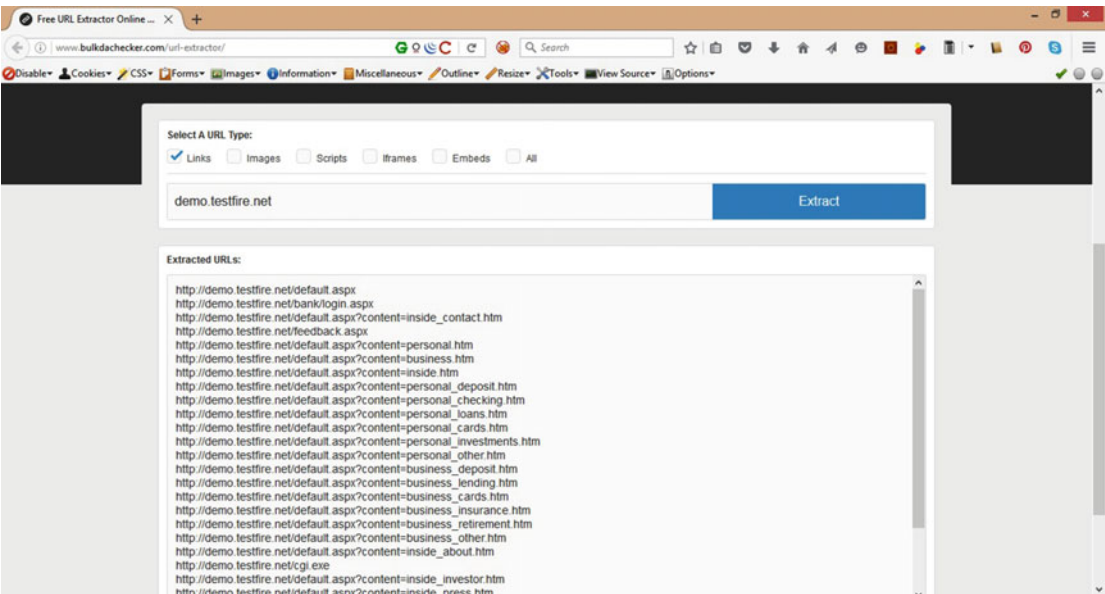 Free URL Extractor Online ...
www.bulkdachecker.com/url-extractor/
Search
Disable Cookies CSS Forms Images Information Miscellaneous Outline Resize Tools View Source Options
Select A URL Type:
Links Images Scripts Iframes Embeds All
demo.testfire.net Extract
Extracted URLs:
http://demo.testfire.net/default.aspx
http://demo.testfire.net/bank/login.aspx
http://demo.testfire.net/default.aspx?content=inside_contact.htm
http://demo.testfire.net/feedback.aspx
http://demo.testfire.net/default.aspx?content=personal.htm
http://demo.testfire.net/default.aspx?content=business.htm
http://demo.testfire.net/default.aspx?content=inside.htm
http://demo.testfire.net/default.aspx?content=personal_deposit.htm
http://demo.testfire.net/default.aspx?content=personal_checking.htm
http://demo.testfire.net/default.aspx?content=personal_loans.htm
http://demo.testfire.net/default.aspx?content=personal_cards.htm
http://demo.testfire.net/default.aspx?content=personal_investments.htm
http://demo.testfire.net/default.aspx?content=personal_other.htm
http://demo.testfire.net/default.aspx?content=business_deposit.htm
http://demo.testfire.net/default.aspx?content=business_lending.htm
http://demo.testfire.net/default.aspx?content=business_cards.htm
http://demo.testfire.net/default.aspx?content=business_insurance.htm
http://demo.testfire.net/default.aspx?content=business_retirement.htm
http://demo.testfire.net/default.aspx?content=business_other.htm
http://demo.testfire.net/default.aspx?content=inside_about.htm
http://demo.testfire.net/cgi.exe
http://demo.testfire.net/default.aspx?content=inside_investor.htm
http://demo.testfire.net/default.aspx?content=inside_press.htm